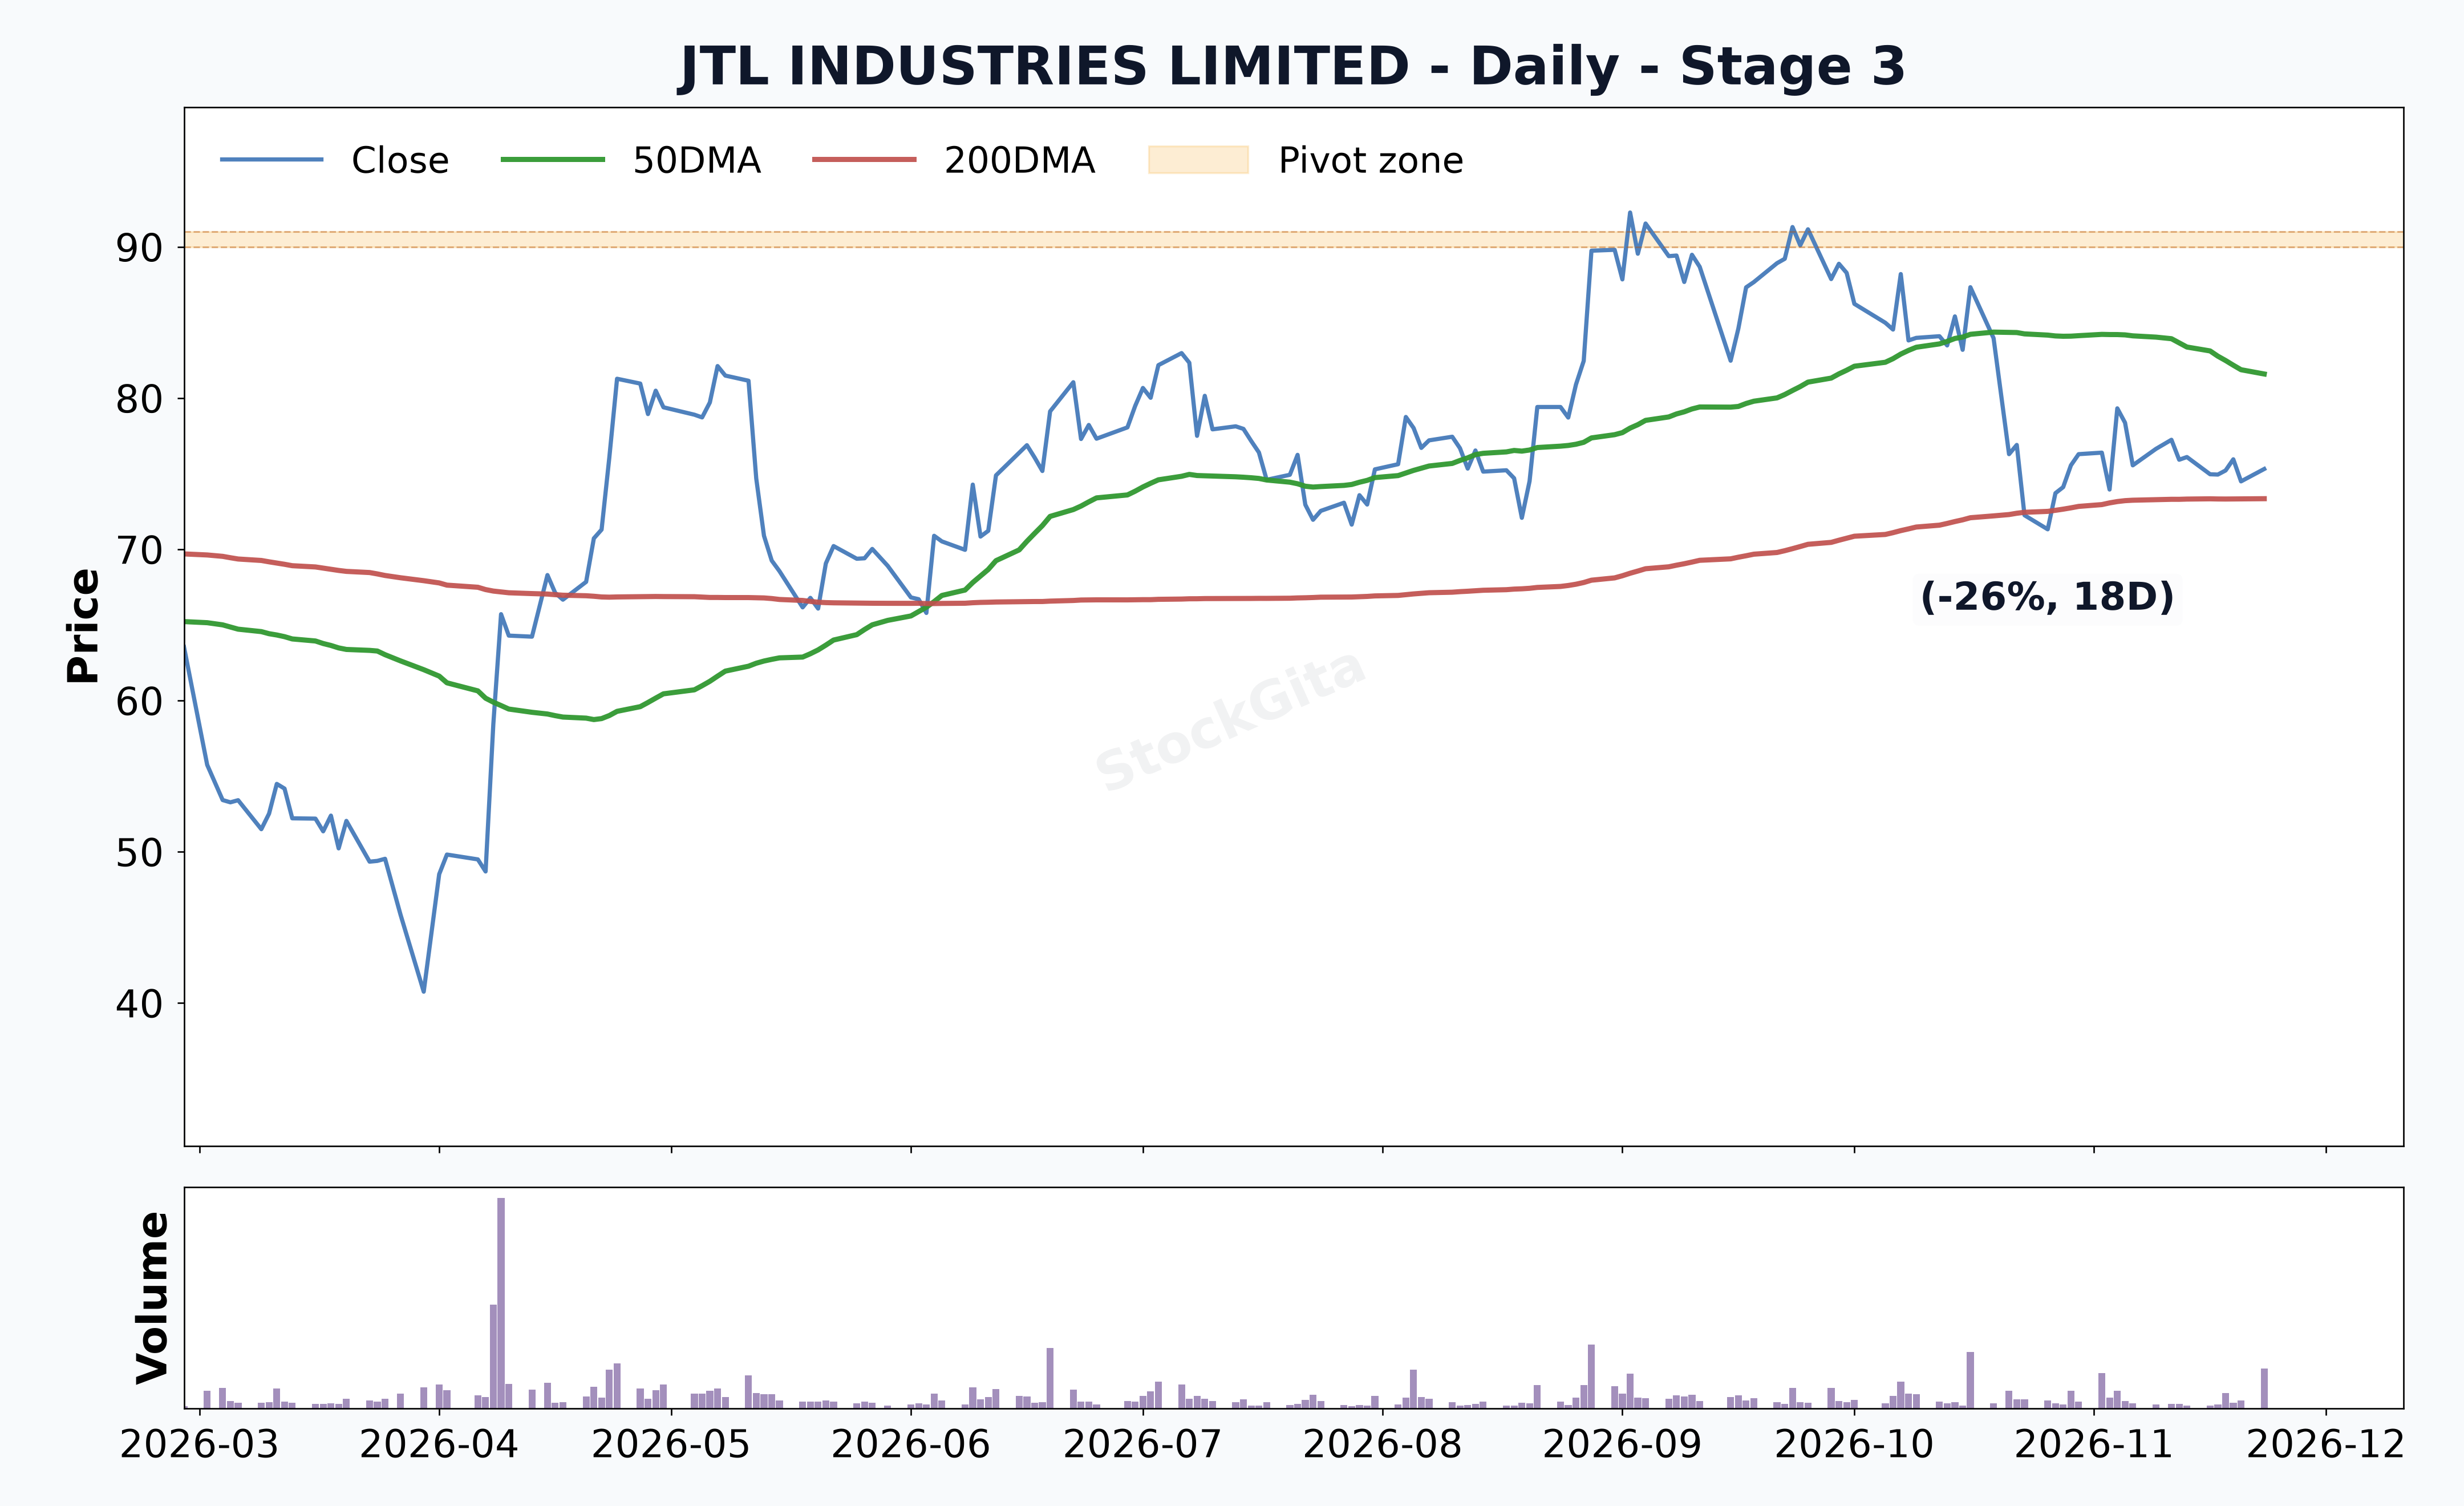 JTL INDUSTRIES LIMITED - Daily - Stage 3
Close 50DMA 200DMA Pivot zone
90
80
70
60
50
40
Price
(-26%, 18D)
StockGita
Volume
2026-03 2026-04 2026-05 2026-06 2026-07 2026-08 2026-09 2026-10 2026-11 2026-12